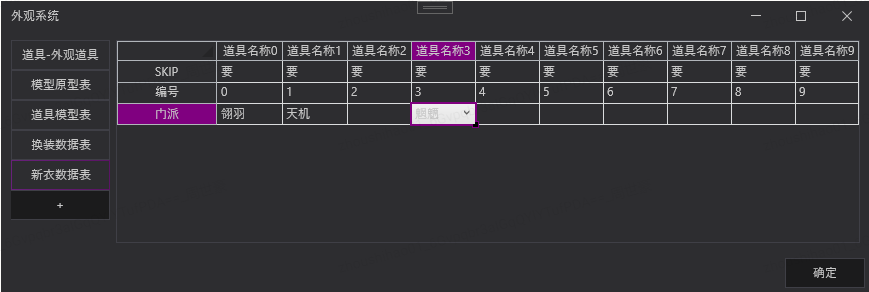 外观系统
道具-外观道具
模型原型表
道具模型表
换装数据表
新衣数据表
+
道具名称0 道具名称1 道具名称2 道具名称3 道具名称4 道具名称5 道具名称6 道具名称7 道具名称8 道具名称9
SKIP 要 要 要 要 要 要 要 要 要 要
编号 0 1 2 3 4 5 6 7 8 9
门派 翎羽 天机
确定